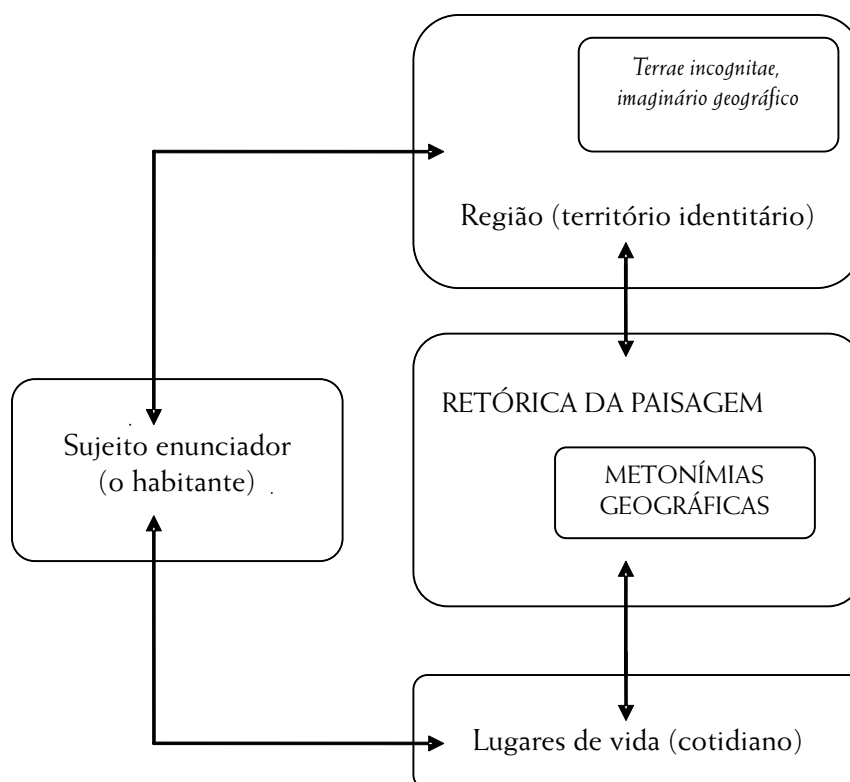 Terrae incognitae,
imaginário geográfico
Região (território identitário)
RETÓRICA DA PAISAGEM
METONÍMIAS
GEOGRÁFICAS
Sujeito enunciador
(o habitante)
Lugares de vida (cotidiano)